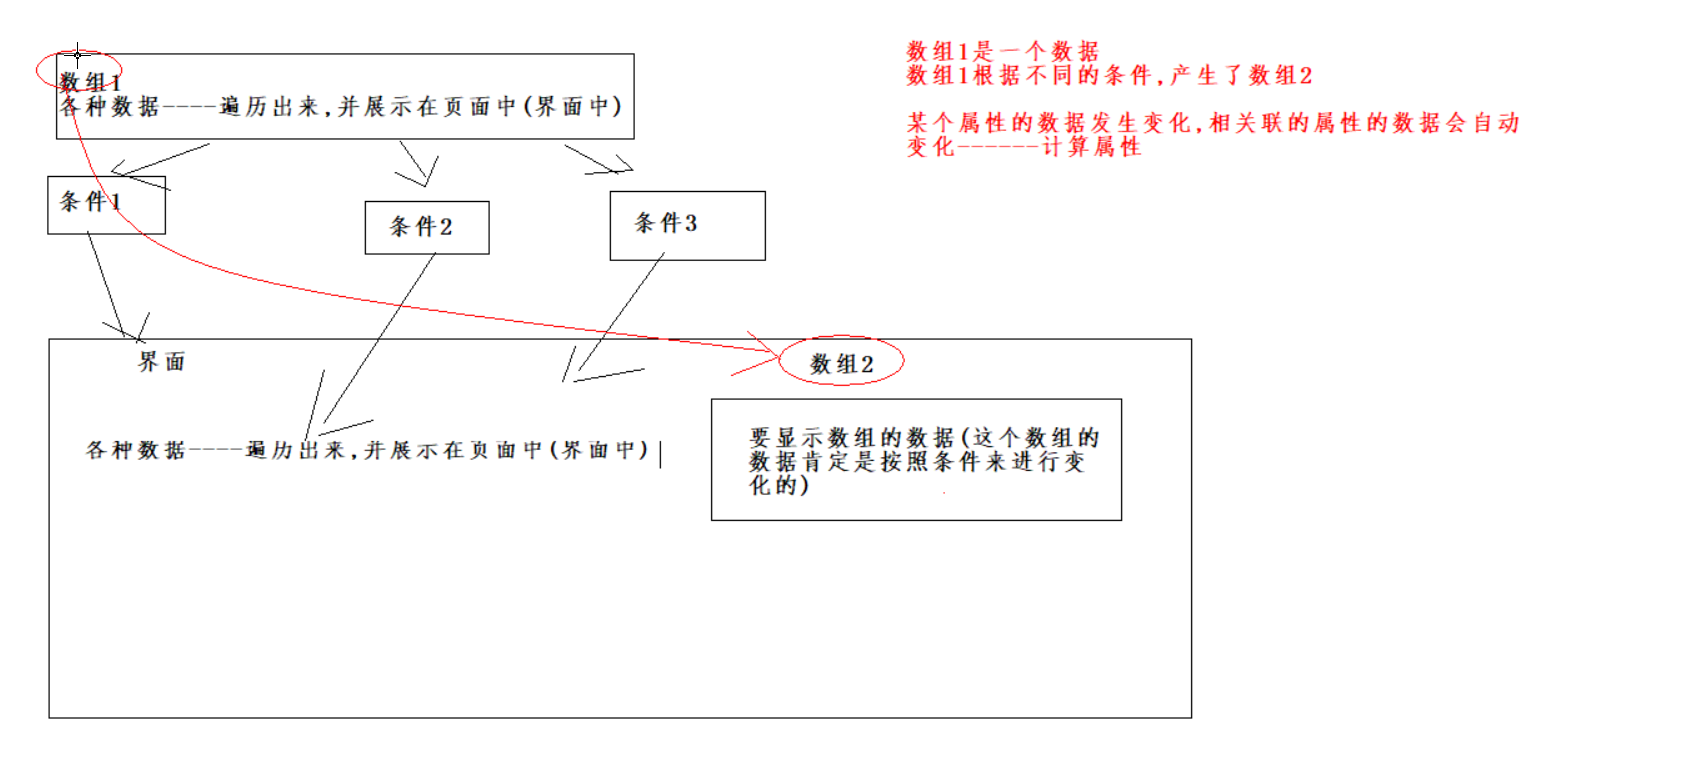 数组1
各种数据----遍历出来,并展示在页面中(界面中)
数组1是一个数据
数组1根据不同的条件,产生了数组2
某个属性的数据发生变化,相关联的属性的数据会自动
变化------计算属性
条件1
条件2
条件3
界面
数组2
各种数据----遍历出来,并展示在页面中(界面中)
要显示数组的数据(这个数组的
数据肯定是按照条件来进行变
化的)